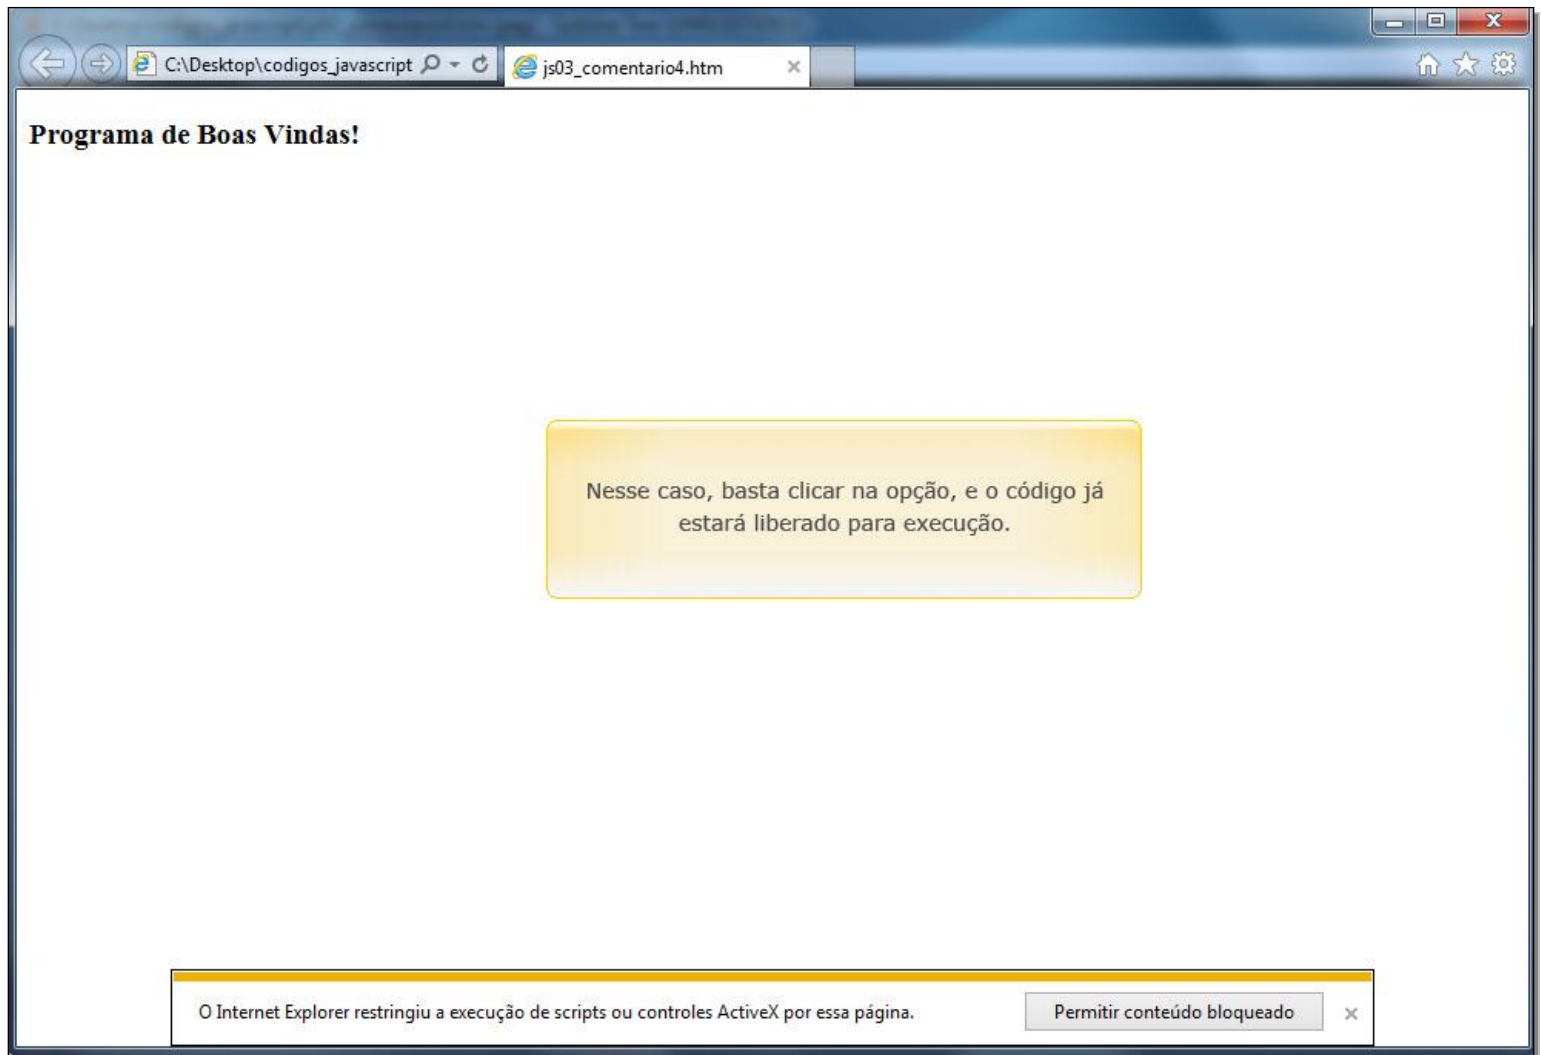 C:\Desktop\codigos_javascript
js03_comentario4.htm
Programa de Boas Vindas!
Nesse caso, basta clicar na opção, e o código já
estará liberado para execução.
O Internet Explorer restringiu a execução de scripts ou controles ActiveX por essa página.
Permitir conteúdo bloqueado